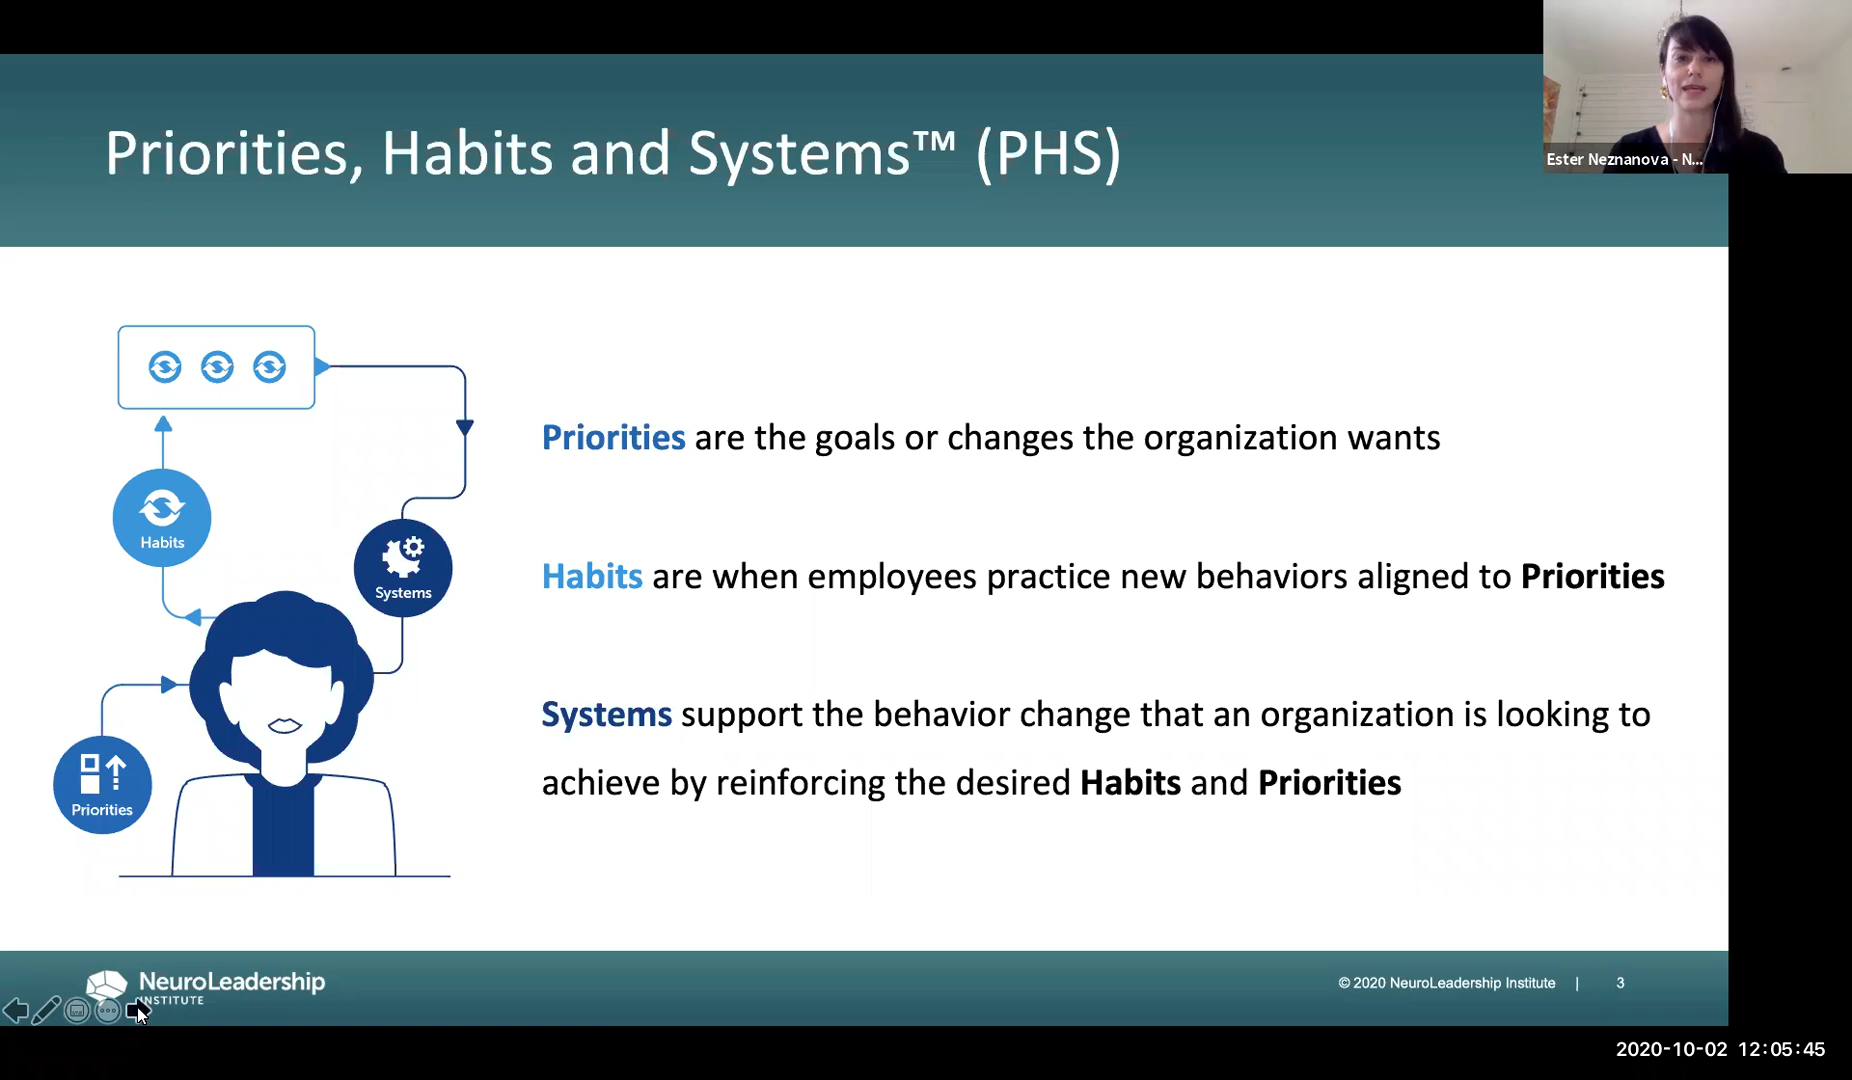 Ester Neznanova - N...
Priorities, Habits and Systems™ (PHS)
Priorities are the goals or changes the organization wants
Habits
Habits are when employees practice new behaviors aligned to Priorities
Systems
Systems support the behavior change that an organization is looking to
achieve by reinforcing the desired Habits and Priorities
Priorities
NeuroLeadership
INSTITUTE
© 2020 NeuroLeadership Institute | 3
2020-10-02 12:05:45